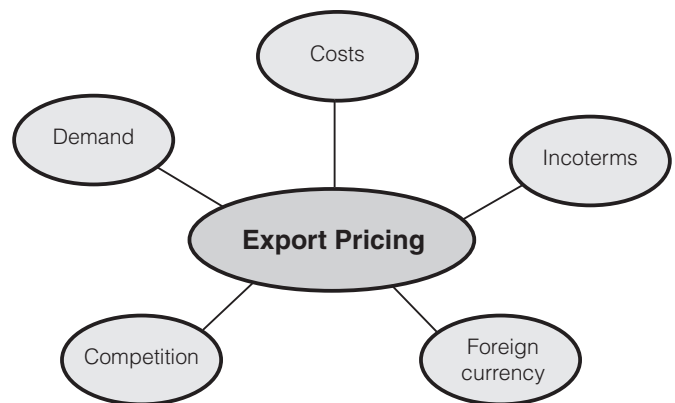 Costs
Demand
Incoterms
Export Pricing
Competition
Foreign
currency